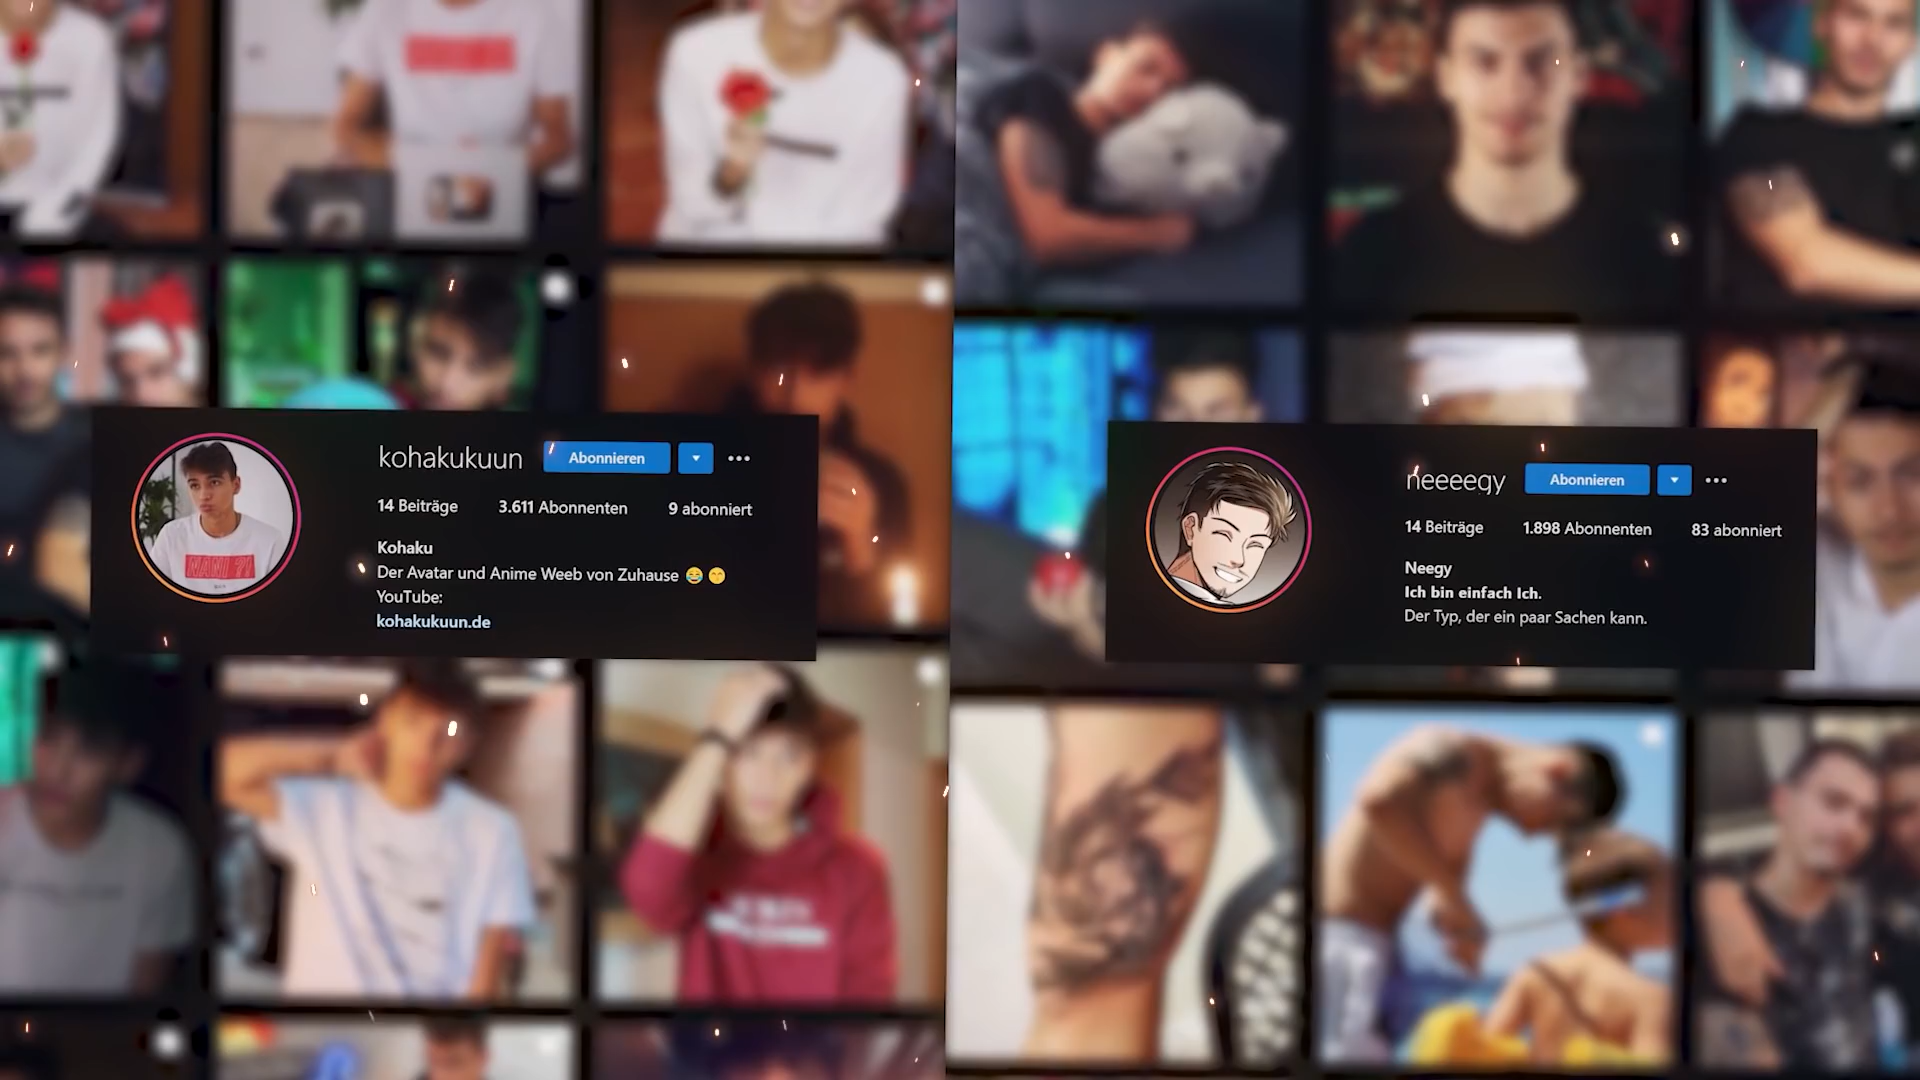 kohakukuun Abonnieren
14 Beiträge 3.611 Abonnenten 9 abonniert
Kohaku
Der Avatar und Anime Weeb von Zuhause 😂 😁
YouTube:
kohakukuun.de
NANI ?!
neeeegy Abonnieren
14 Beiträge 1.898 Abonnenten 83 abonniert
Neegy
Ich bin einfach Ich.
Der Typ, der ein paar Sachen kann.